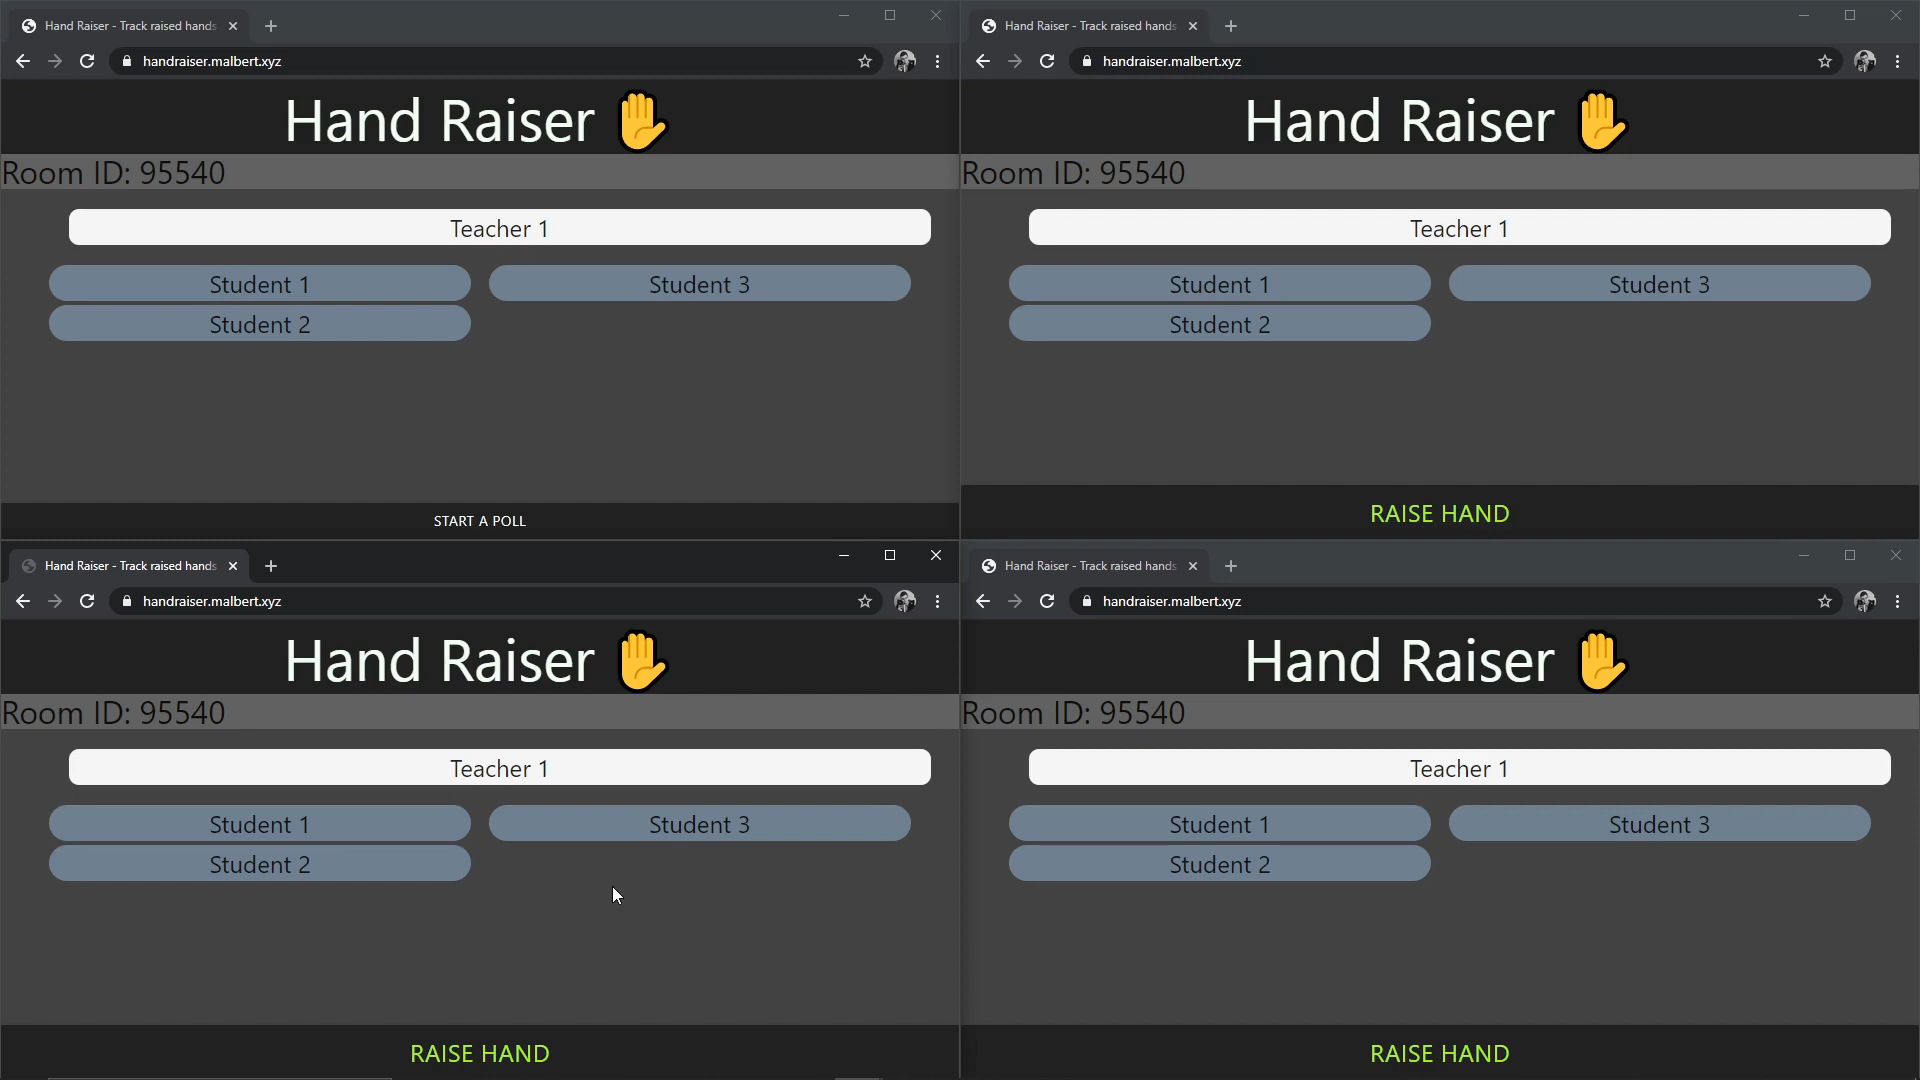 Hand Raiser - Track raised hands
handraiser.malbert.xyz
Hand Raiser
Room ID: 95540
Teacher 1
Student 1
Student 3
Student 2
START A POLL
Hand Raiser - Track raised hands
handraiser.malbert.xyz
Hand Raiser
Room ID: 95540
Teacher 1
Student 1
Student 3
Student 2
RAISE HAND
Hand Raiser - Track raised hands
handraiser.malbert.xyz
Hand Raiser
Room ID: 95540
Teacher 1
Student 1
Student 3
Student 2
RAISE HAND
Hand Raiser - Track raised hands
handraiser.malbert.xyz
Hand Raiser
Room ID: 95540
Teacher 1
Student 1
Student 3
Student 2
RAISE HAND